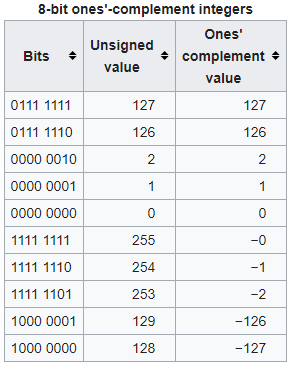 8-bit ones'-complement integers
Bits Unsigned value Ones' complement value
0111 1111 127 127
0111 1110 126 126
0000 0010 2 2
0000 0001 1 1
0000 0000 0 0
1111 1111 255 −0
1111 1110 254 −1
1111 1101 253 −2
1000 0001 129 −126
1000 0000 128 −127